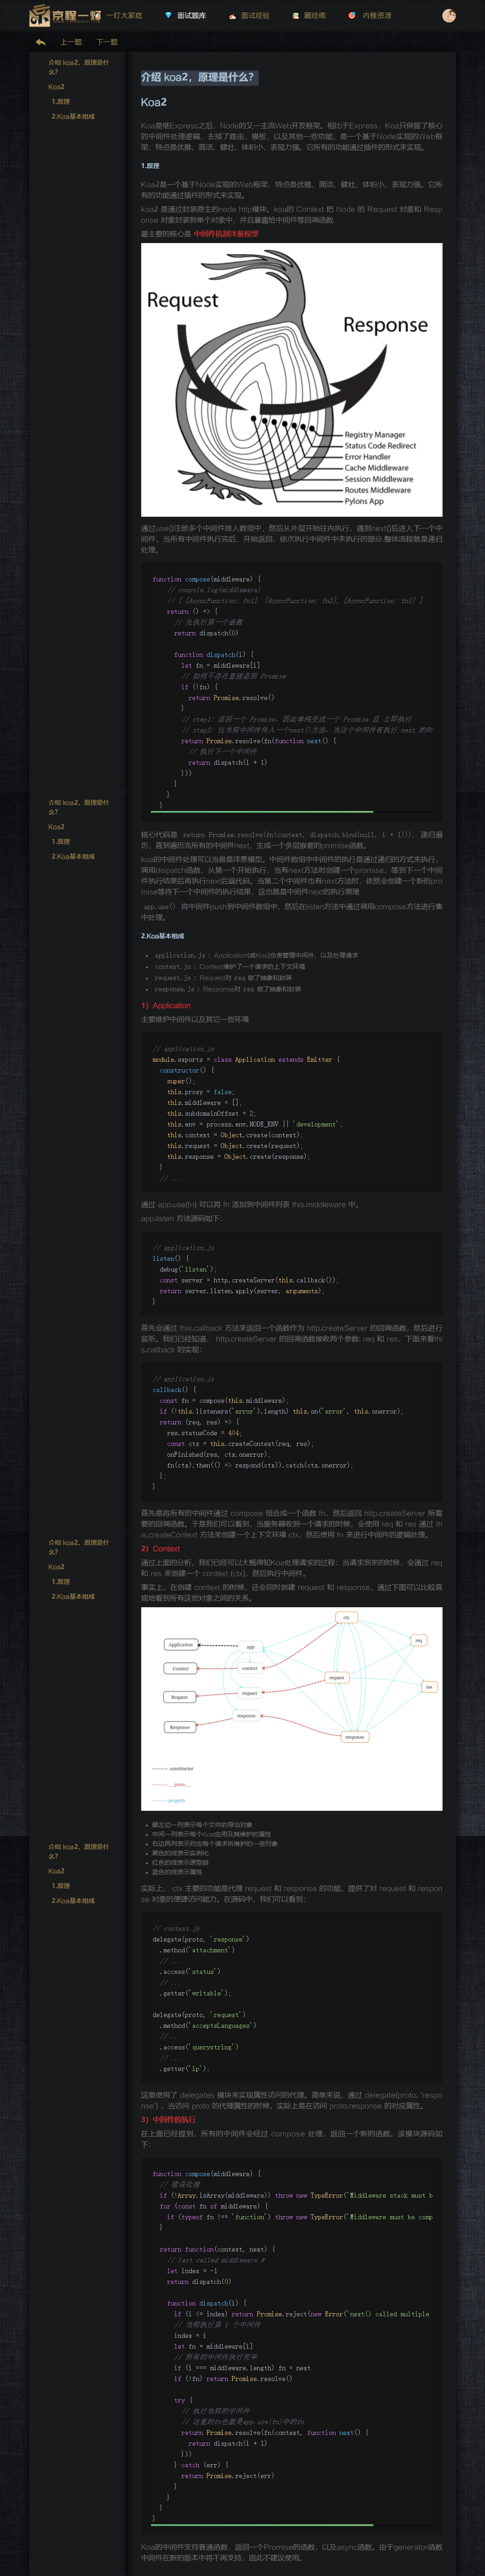 京程一灯 一灯大家庭 面试题库 面试经验 藏经阁 内推资源
上一题 下一题
介绍 koa2，原理是什么？
Koa2
1.原理
2.Koa基本组成
介绍 koa2，原理是什么？
Koa2
Koa是继Express之后，Node的又一主流Web开发框架。相比于Express，Koa只保留了核心
的中间件处理逻辑，去掉了路由，模板，以及其他一些功能，是一个基于Node实现的Web框
架，特点是优雅、简洁、健壮、体积小、表现力强。它所有的功能通过插件的形式来实现。
1.原理
Koa2是一个基于Node实现的Web框架，特点是优雅、简洁、健壮、体积小、表现力强。它所
有的功能通过插件的形式来实现。
koa2 是通过封装原生的node http模块。koa的 Context 把 Node 的 Request 对象和 Resp
onse 对象封装到单个对象中，并且暴露给中间件等回调函数
最主要的核心是 中间件机制洋葱模型
Request
Response
Registry Manager
Status Code Redirect
Error Handler
Cache Middleware
Session Middleware
Routes Middleware
Pylons App
通过use()注册多个中间件放入数组中，然后从外层开始往内执行，遇到next()后进入下一个中
间件，当所有中间件执行完后，开始返回，依次执行中间件中未执行的部分,整体流程就是递归
处理。
function compose(middleware) {
// console.log(middleware)
// [ [AsyncFunction: fn1], [AsyncFunction: fn2], [AsyncFunction: fn3] ]
return () => {
// 先执行第一个函数
return dispatch(0)
function dispatch(i) {
let fn = middleware[i]
// 如何不存在直接返回 Promise
if (!fn) {
return Promise.resolve()
}
// step1: 返回一个 Promise，因此单纯变成一个 Promise 且 立即执行
// step2: 往当前中间件传入一个next()方法，当这个中间件有执行 next 的时
return Promise.resolve(fn(function next() {
// 执行下一个中间件
return dispatch(i + 1)
}))
}
}
}
介绍 koa2，原理是什么？
Koa2
1.原理
2.Koa基本组成
核心代码是 return Promise.resolve(fn(context, dispatch.bind(null, i + 1))); 递归遍
历，直到遍历完所有的中间件next，生成一个多层嵌套的promise函数。
koa的中间件处理可以当做是洋葱模型。中间件数组中中间件的执行是通过递归的方式来执行，
调用dispatch函数，从第一个开始执行，当有next方法时创建一个promise，等到下一个中间
件执行结果后再执行next后端代码。当第二个中间件也有next方法时，依然会创建一个新的pro
mise等待下一个中间件的执行结果，这也就是中间件next的执行原理
app.use() 将中间件push到中间件数组中，然后在listen方法中通过调用compose方法进行集
中处理。
2.Koa基本组成
application.js ：Application(或Koa)负责管理中间件，以及处理请求
context.js ：Context维护了一个请求的上下文环境
request.js ：Request对 req 做了抽象和封装
response.js ：Response对 res 做了抽象和封装
1）Application
主要维护中间件以及其它一些环境
// application.js
module.exports = class Application extends Emitter {
constructor() {
super();
this.proxy = false;
this.middleware = [];
this.subdomainOffset = 2;
this.env = process.env.NODE_ENV || 'development';
this.context = Object.create(context);
this.request = Object.create(request);
this.response = Object.create(response);
}
// ...
通过 app.use(fn) 可以将 fn 添加到中间件列表 this.middleware 中。
app.listen 方法源码如下：
// application.js
listen() {
debug('listen');
const server = http.createServer(this.callback());
return server.listen.apply(server, arguments);
}
首先会通过 this.callback 方法来返回一个函数作为 http.createServer 的回调函数，然后进行
监听。我们已经知道， http.createServer 的回调函数接收两个参数: req 和 res，下面来看thi
s.callback 的实现：
// application.js
callback() {
const fn = compose(this.middleware);
if (!this.listeners('error').length) this.on('error', this.onerror);
return (req, res) => {
res.statusCode = 404;
const ctx = this.createContext(req, res);
onFinished(res, ctx.onerror);
fn(ctx).then(() => respond(ctx)).catch(ctx.onerror);
};
}
首先是将所有的中间件通过 compose 组合成一个函数 fn，然后返回 http.createServer 所需
要的回调函数。于是我们可以看到，当服务器收到一个请求的时候，会使用 req 和 res 通过 th
is.createContext 方法来创建一个上下文环境 ctx，然后使用 fn 来进行中间件的逻辑处理。
介绍 koa2，原理是什么？
Koa2
1.原理
2.Koa基本组成
2）Context
通过上面的分析，我们已经可以大概得知Koa处理请求的过程：当请求到来的时候，会通过 req
和 res 来创建一个 context (ctx)，然后执行中间件。
事实上，在创建 context 的时候，还会同时创建 request 和 response，通过下图可以比较直
观地看到所有这些对象之间的关系。
ctx
Application app req
Context context
request res
Request request
Response response
response
constructor
__proto__
property
最左边一列表示每个文件的导出对象
中间一列表示每个Koa应用及其维护的属性
右边两列表示对应每个请求所维护的一些对象
黑色的线表示实例化
红色的线表示原型链
蓝色的线表示属性
介绍 koa2，原理是什么？
Koa2
1.原理
2.Koa基本组成
实际上， ctx 主要的功能是代理 request 和 response 的功能，提供了对 request 和 respon
se 对象的便捷访问能力。在源码中，我们可以看到：
// context.js
delegate(proto, 'response')
.method('attachment')
// ...
.access('status')
// ...
.getter('writable');
delegate(proto, 'request')
.method('acceptsLanguages')
// ...
.access('querystring')
// ...
.getter('ip');
这里使用了 delegates 模块来实现属性访问的代理。简单来说，通过 delegate(proto, 'respo
nse') ，当访问 proto 的代理属性的时候，实际上是在访问 proto.response 的对应属性。
3）中间件的执行
在上面已经提到，所有的中间件会经过 compose 处理，返回一个新的函数。该模块源码如
下：
function compose(middleware) {
// 错误处理
if (!Array.isArray(middleware)) throw new TypeError('Middleware stack must b
for (const fn of middleware) {
if (typeof fn !== 'function') throw new TypeError('Middleware must be comp
}
return function(context, next) {
// last called middleware #
let index = -1
return dispatch(0)
function dispatch(i) {
if (i <= index) return Promise.reject(new Error('next() called multiple
// 当前执行第 i 个中间件
index = i
let fn = middleware[i]
// 所有的中间件执行完毕
if (i === middleware.length) fn = next
if (!fn) return Promise.resolve()
try {
// 执行当前的中间件
// 这里的fn也就是app.use(fn)中的fn
return Promise.resolve(fn(context, function next() {
return dispatch(i + 1)
}))
} catch (err) {
return Promise.reject(err)
}
}
}
}
Koa的中间件支持普通函数，返回一个Promise的函数，以及async函数。由于generator函数
中间件在新的版本中将不再支持，因此不建议使用。